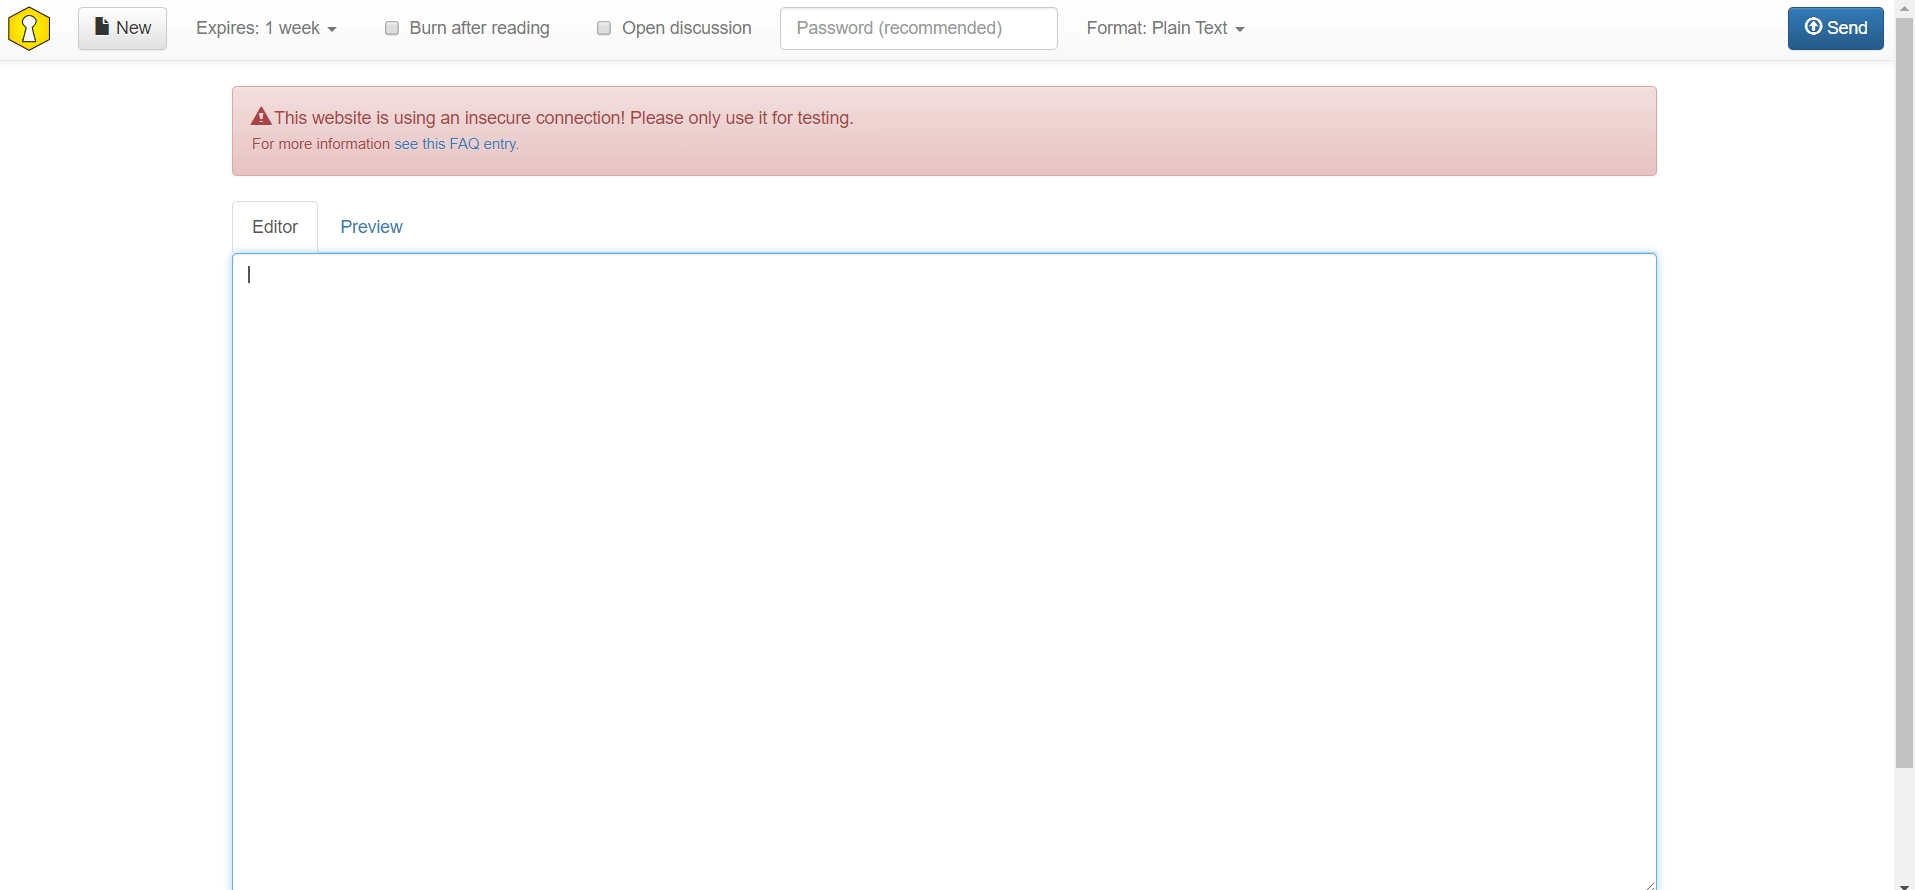 New Expires: 1 week Burn after reading Open discussion Password (recommended) Format: Plain Text Send
This website is using an insecure connection! Please only use it for testing.
For more information see this FAQ entry.
Editor Preview